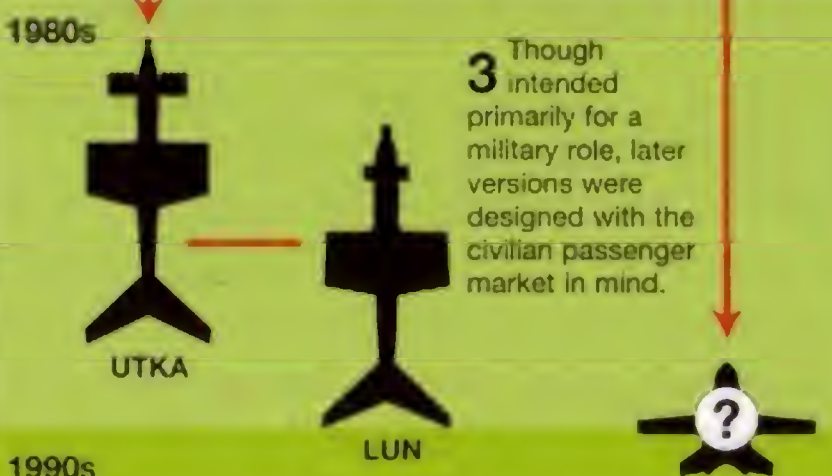 1980s
3 Though
intended
primarily for a
military role, later
versions were
designed with the
civilian passenger
market in mind.
UTKA
LUN
?
1990s